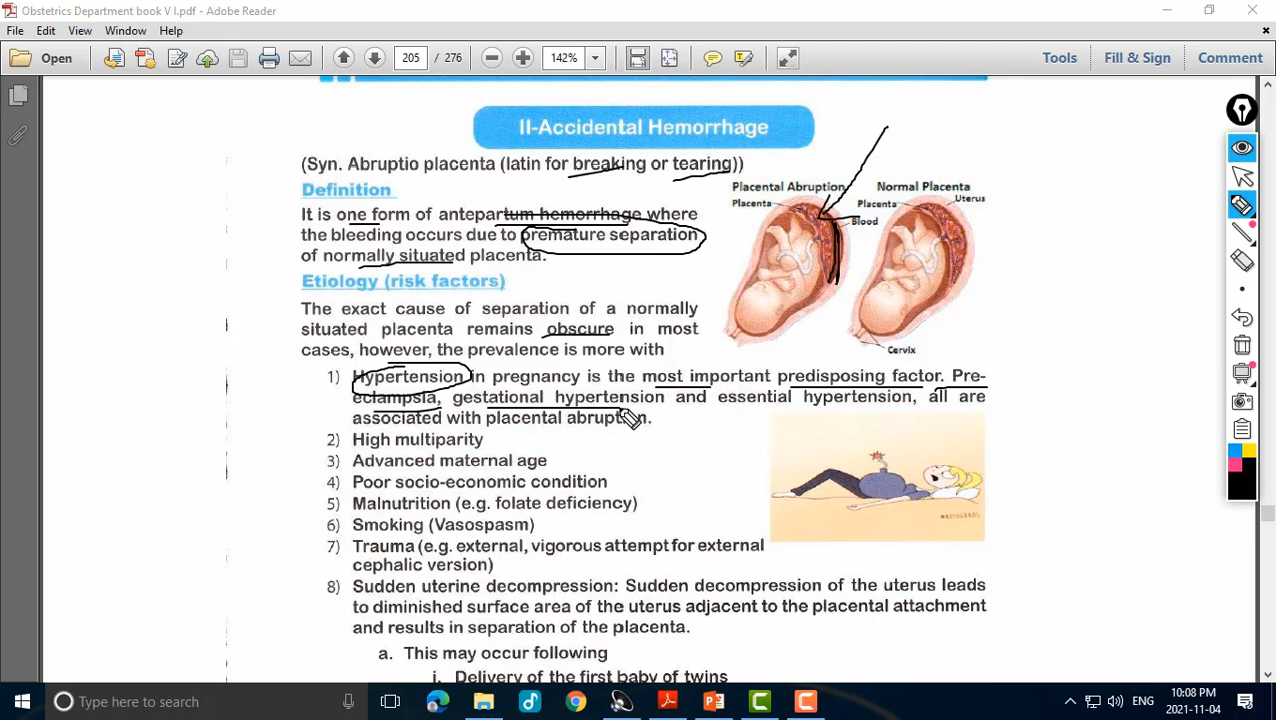 Obstetrics Department book V I.pdf - Adobe Reader
File Edit View Window Help
Open 205 / 276 142% Tools Fill & Sign Comment
II-Accidental Hemorrhage
(Syn. Abruptio placenta (latin for breaking or tearing))
Definition
It is one form of antepartum hemorrhage where
the bleeding occurs due to premature separation
of normally situated placenta.
Placental Abruption Normal Placenta
Placenta Blood Placenta Uterus
Cervix
Etiology (risk factors)
The exact cause of separation of a normally
situated placenta remains obscure in most
cases, however, the prevalence is more with
1) Hypertension in pregnancy is the most important predisposing factor. Pre-
eclampsia, gestational hypertension and essential hypertension, all are
associated with placental abruption.
2) High multiparity
3) Advanced maternal age
4) Poor socio-economic condition
5) Malnutrition (e.g. folate deficiency)
6) Smoking (Vasospasm)
7) Trauma (e.g. external, vigorous attempt for external
cephalic version)
8) Sudden uterine decompression: Sudden decompression of the uterus leads
to diminished surface area of the uterus adjacent to the placental attachment
and results in separation of the placenta.
a. This may occur following
i. Delivery of the first baby of twins
Type here to search
ENG
10:08 PM
2021-11-04